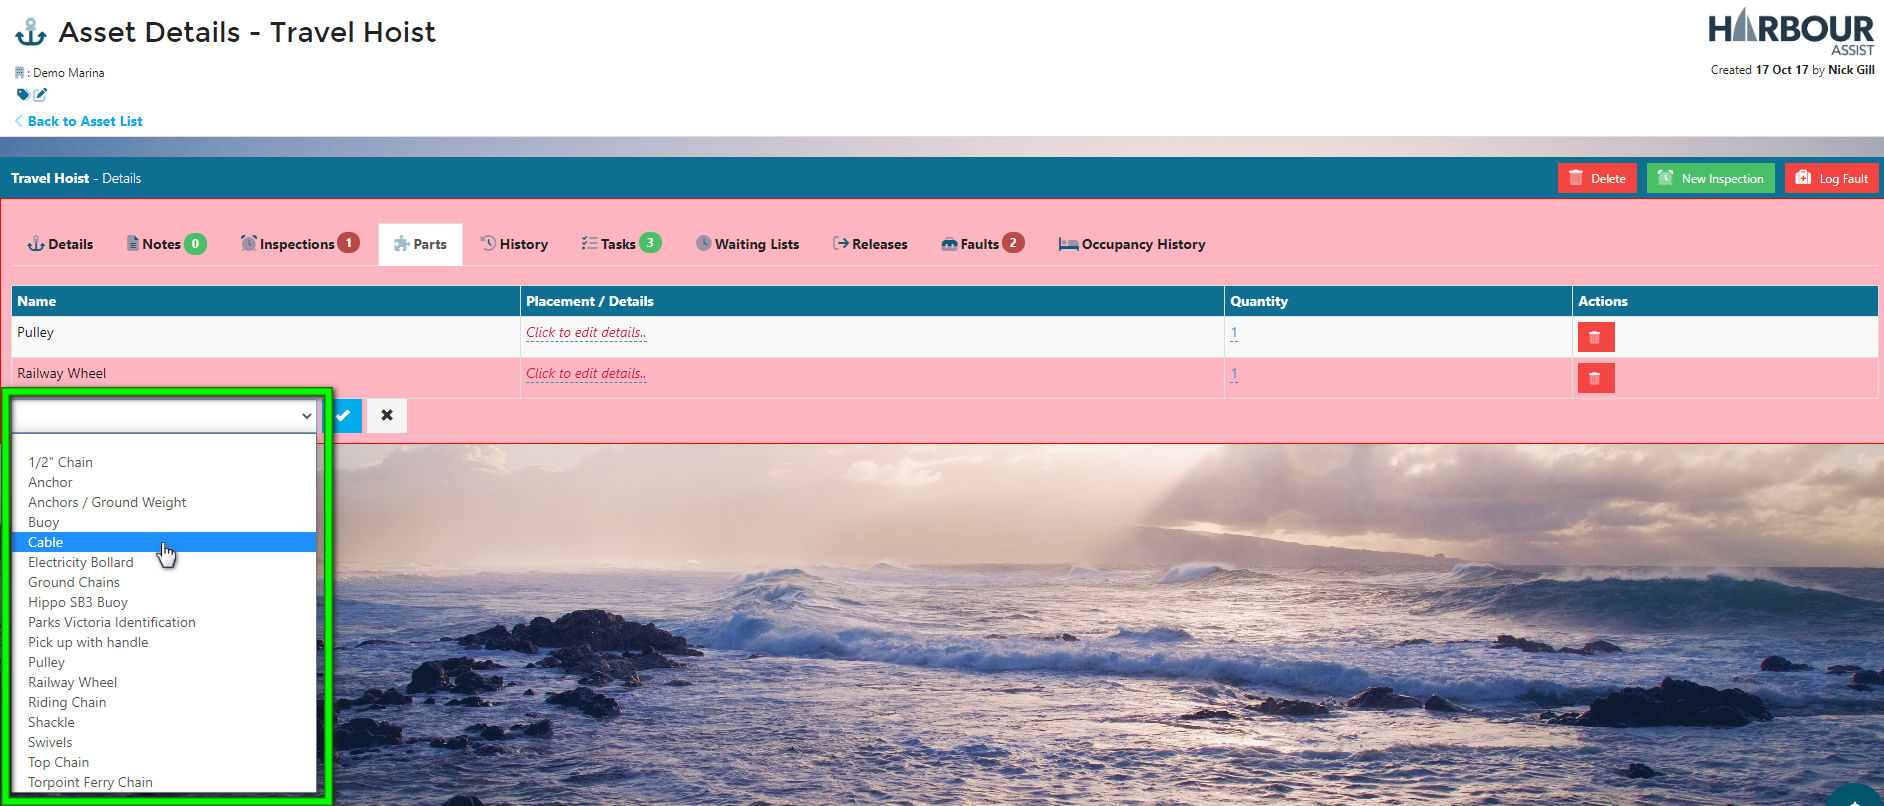 Asset Details - Travel Hoist
HARBOUR
ASSIST
: Demo Marina
Created 17 Oct 17 by Nick Gill
Back to Asset List
Travel Hoist - Details
Delete
New Inspection
Log Fault
Details
Notes 0
Inspections 1
Parts
History
Tasks 3
Waiting Lists
Releases
Faults 2
Occupancy History
Name
Placement / Details
Quantity
Actions
Pulley
Click to edit details..
1
Railway Wheel
Click to edit details..
1
1/2" Chain
Anchor
Anchors / Ground Weight
Buoy
Cable
Electricity Bollard
Ground Chains
Hippo SB3 Buoy
Parks Victoria Identification
Pick up with handle
Pulley
Railway Wheel
Riding Chain
Shackle
Swivels
Top Chain
Torpoint Ferry Chain